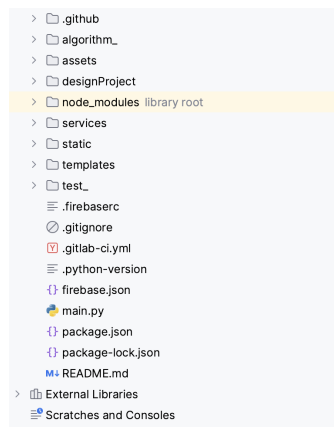 .github
algorithm_
assets
designProject
node_modules library root
services
static
templates
test_
.firebaserc
.gitignore
Y .gitlab-ci.yml
.python-version
{} firebase.json
main.py
{} package.json
{} package-lock.json
M↓ README.md
External Libraries
Scratches and Consoles